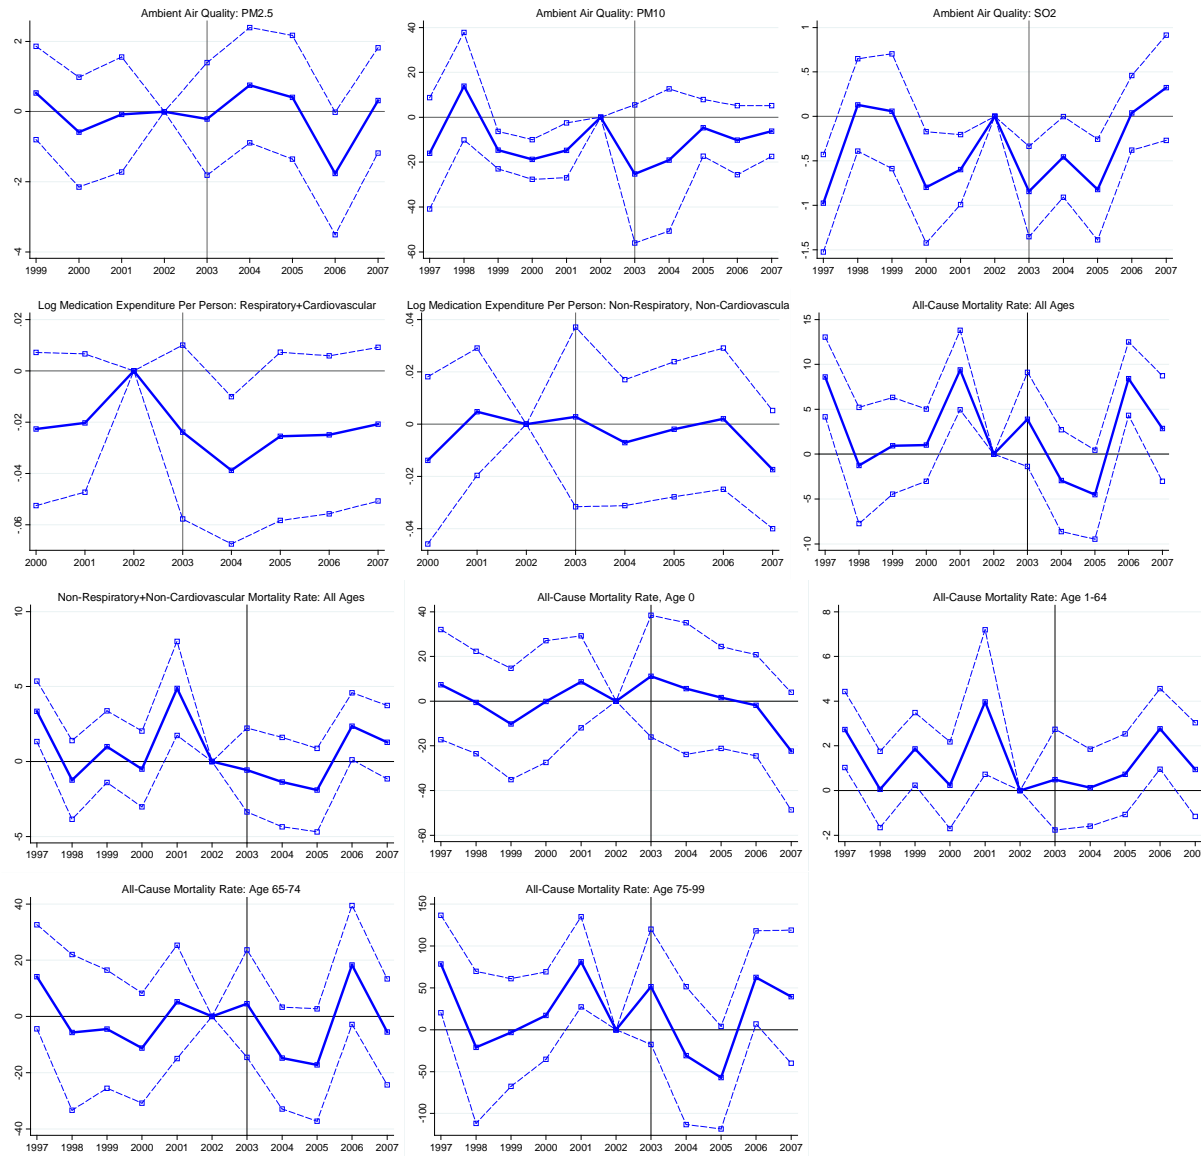 Ambient Air Quality: PM2.5
2
0
-2
-4
1999 2000 2001 2002 2003 2004 2005 2006 2007
Ambient Air Quality: PM10
40
20
0
-20
-40
-60
1997 1998 1999 2000 2001 2002 2003 2004 2005 2006 2007
Ambient Air Quality: SO2
1
.5
0
-.5
-1
-1.5
1997 1998 1999 2000 2001 2002 2003 2004 2005 2006 2007
Log Medication Expenditure Per Person: Respiratory+Cardiovascular
.02
0
-.02
-.04
-.06
2000 2001 2002 2003 2004 2005 2006 2007
Log Medication Expenditure Per Person: Non-Respiratory, Non-Cardiovascula
.04
.02
0
-.02
-.04
2000 2001 2002 2003 2004 2005 2006 2007
All-Cause Mortality Rate: All Ages
15
10
5
0
-5
-10
1997 1998 1999 2000 2001 2002 2003 2004 2005 2006 2007
Non-Respiratory+Non-Cardiovascular Mortality Rate: All Ages
10
5
0
-5
1997 1998 1999 2000 2001 2002 2003 2004 2005 2006 2007
All-Cause Mortality Rate, Age 0
40
20
0
-20
-40
-60
1997 1998 1999 2000 2001 2002 2003 2004 2005 2006 2007
All-Cause Mortality Rate: Age 1-64
8
6
4
2
0
-2
1997 1998 1999 2000 2001 2002 2003 2004 2005 2006 200
All-Cause Mortality Rate: Age 65-74
40
20
0
-20
-40
1997 1998 1999 2000 2001 2002 2003 2004 2005 2006 2007
All-Cause Mortality Rate: Age 75-99
150
100
50
0
-50
-100
1997 1998 1999 2000 2001 2002 2003 2004 2005 2006 2007